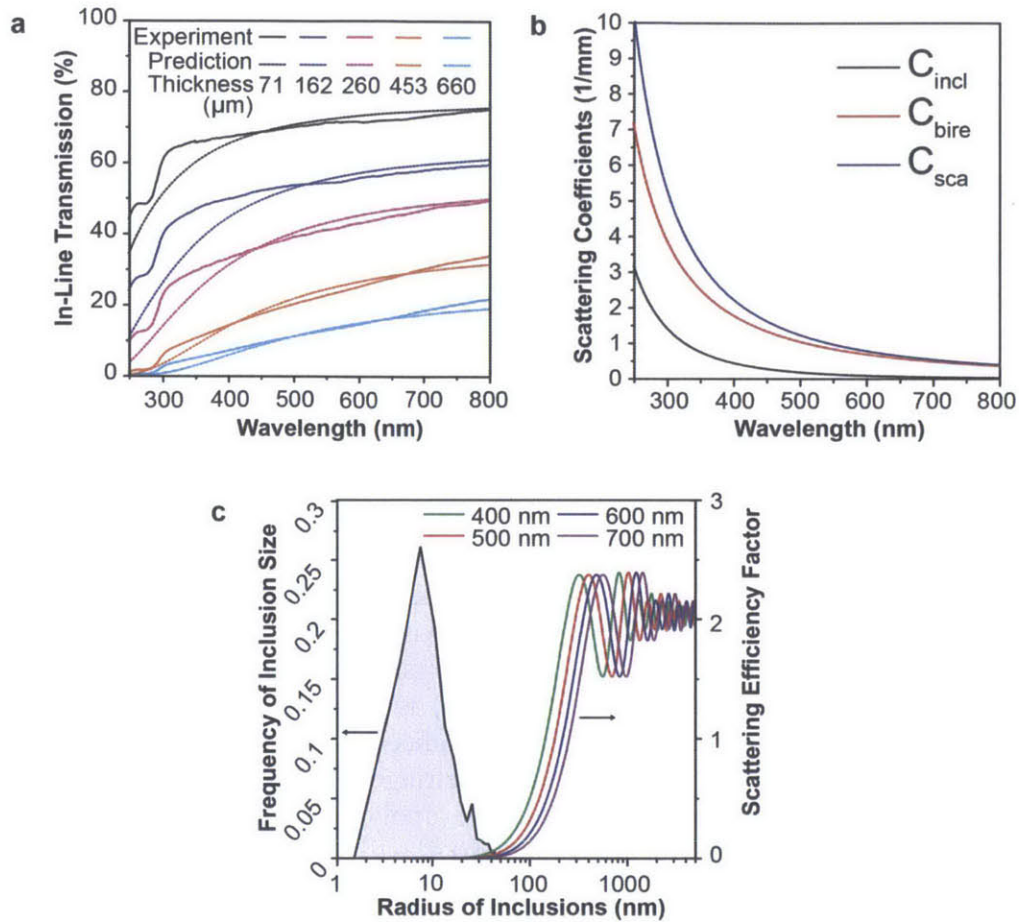 a
In-Line Transmission (%)
100
80
60
40
20
0
Experiment
Prediction
Thickness 71 162 260 453 660
(μm)
300 400 500 600 700 800
Wavelength (nm)
b
Scattering Coefficients (1/mm)
10
9
8
7
6
5
4
3
2
1
0
C_incl
C_bire
C_sca
300 400 500 600 700 800
Wavelength (nm)
c
Frequency of Inclusion Size
0.3
0.25
0.2
0.15
0.1
0.05
0
400 nm 600 nm
500 nm 700 nm
3
2
1
0
Scattering Efficiency Factor
1 10 100 1000
Radius of Inclusions (nm)